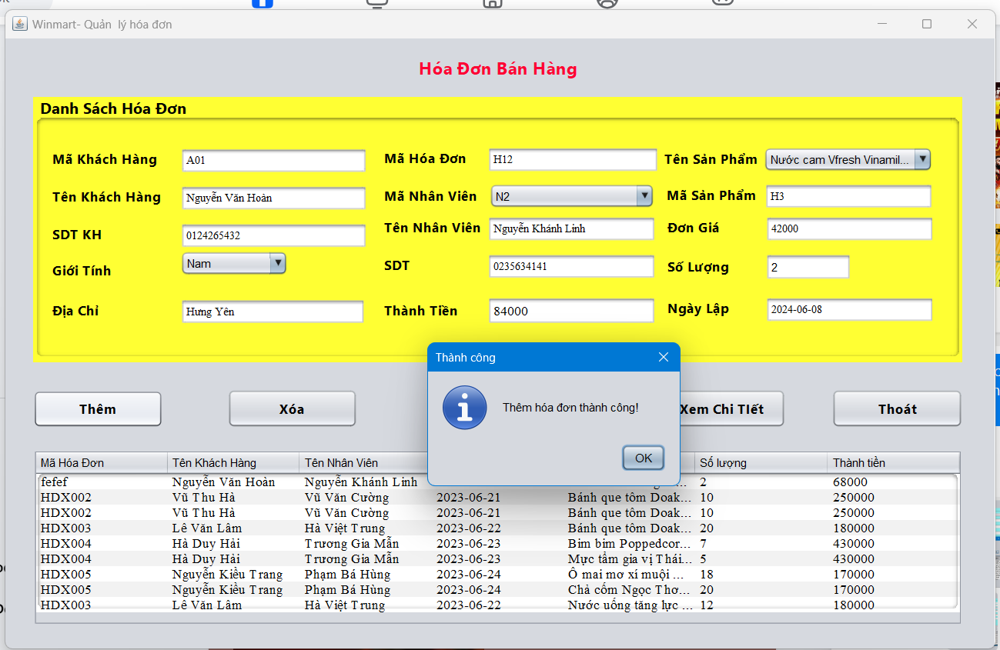 Winmart- Quản lý hóa đơn
Hóa Đơn Bán Hàng
Danh Sách Hóa Đơn
Mã Khách Hàng A01 Mã Hóa Đơn H12 Tên Sản Phẩm Nước cam Vfresh Vinamil...
Tên Khách Hàng Nguyễn Văn Hoàn Mã Nhân Viên N2 Mã Sản Phẩm H3
SDT KH 0124265432 Tên Nhân Viên Nguyễn Khánh Linh Đơn Giá 42000
Giới Tính Nam SDT 0235634141 Số Lượng 2
Địa Chỉ Hưng Yên Thành Tiền 84000 Ngày Lập 2024-06-08
Thành công
Thêm hóa đơn thành công!
OK
Thêm Xóa Xem Chi TIết Thoát
Mã Hóa Đơn Tên Khách Hàng Tên Nhân Viên Số lượng Thành tiền
fefef Nguyễn Văn Hoàn Nguyễn Khánh Linh 2 68000
HDX002 Vũ Thu Hà Vũ Văn Cường 2023-06-21 Bánh que tôm Doak... 10 250000
HDX002 Vũ Thu Hà Vũ Văn Cường 2023-06-21 Bánh que tôm Doak... 10 250000
HDX003 Lê Văn Lâm Hà Việt Trung 2023-06-22 Bánh que tôm Doak... 20 180000
HDX004 Hà Duy Hải Trương Gia Mẫn 2023-06-23 Bim bim Poppedcor... 7 430000
HDX004 Hà Duy Hải Trương Gia Mẫn 2023-06-23 Mực tẩm gia vị Thái... 5 430000
HDX005 Nguyễn Kiều Trang Phạm Bá Hùng 2023-06-24 Ô mai mơ xí muội ... 18 170000
HDX005 Nguyễn Kiều Trang Phạm Bá Hùng 2023-06-24 Chả cốm Ngọc Thơ... 20 170000
HDX003 Lê Văn Lâm Hà Việt Trung 2023-06-22 Nước uống tăng lực ... 12 180000